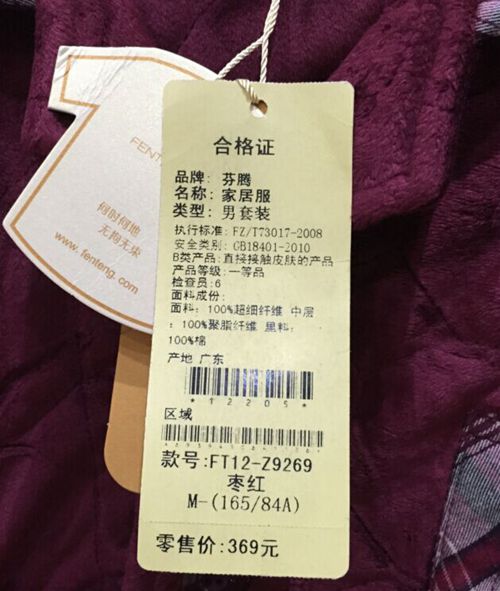 FENTE
何时何地
无拘无束
www.fenteng.com
合格证
品牌: 芬腾
名称: 家居服
类型: 男套装
执行标准: FZ/T73017-2008
安全类别: GB18401-2010
B类产品: 直接接触皮肤的产品
产品等级: 一等品
检查员:6
面料成份:
面料: 100%超细纤维 中层
: 100%聚脂纤维 里料:
100%棉
产地 广东
*12205*
区域
款号:FT12-Z9269
枣红
M-(165/84A)
零售价:369元